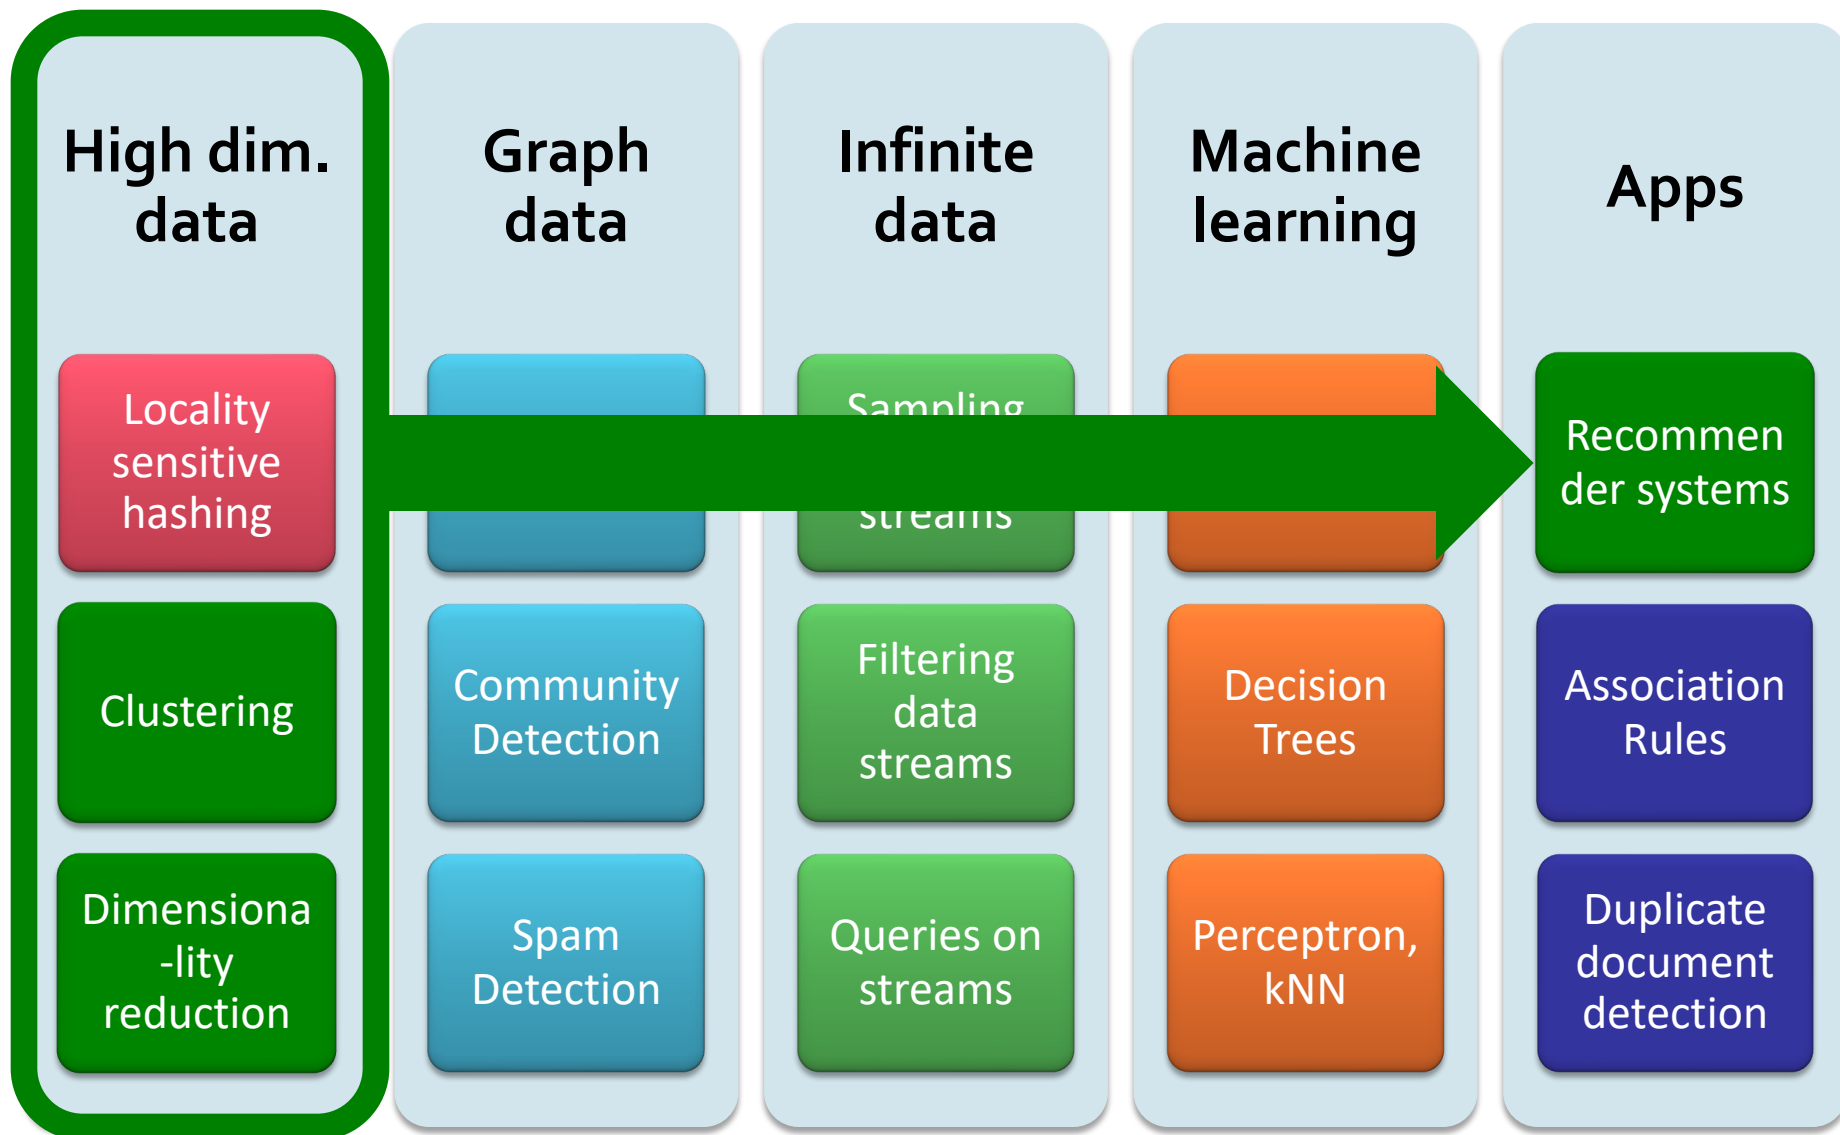 High dim.
data
Locality
sensitive
hashing
Clustering
Dimensiona
-lity
reduction
Graph
data
Community
Detection
Spam
Detection
Infinite
data
Sampling
streams
Filtering
data
streams
Queries on
streams
Machine
learning
Decision
Trees
Perceptron,
kNN
Apps
Recommen
der systems
Association
Rules
Duplicate
document
detection